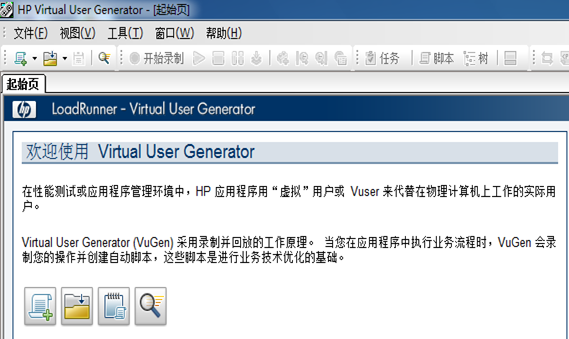 HP Virtual User Generator - [起始页]
文件(F) 视图(V) 工具(T) 窗口(W) 帮助(H)
开始录制 任务 脚本 树
起始页
hp LoadRunner - Virtual User Generator
欢迎使用 Virtual User Generator
在性能测试或应用程序管理环境中，HP 应用程序用“虚拟”用户或 Vuser 来代替在物理计算机上工作的实际用
户。
Virtual User Generator (VuGen) 采用录制并回放的工作原理。 当您在应用程序中执行业务流程时，VuGen 会录
制您的操作并创建自动脚本，这些脚本是进行业务技术优化的基础。